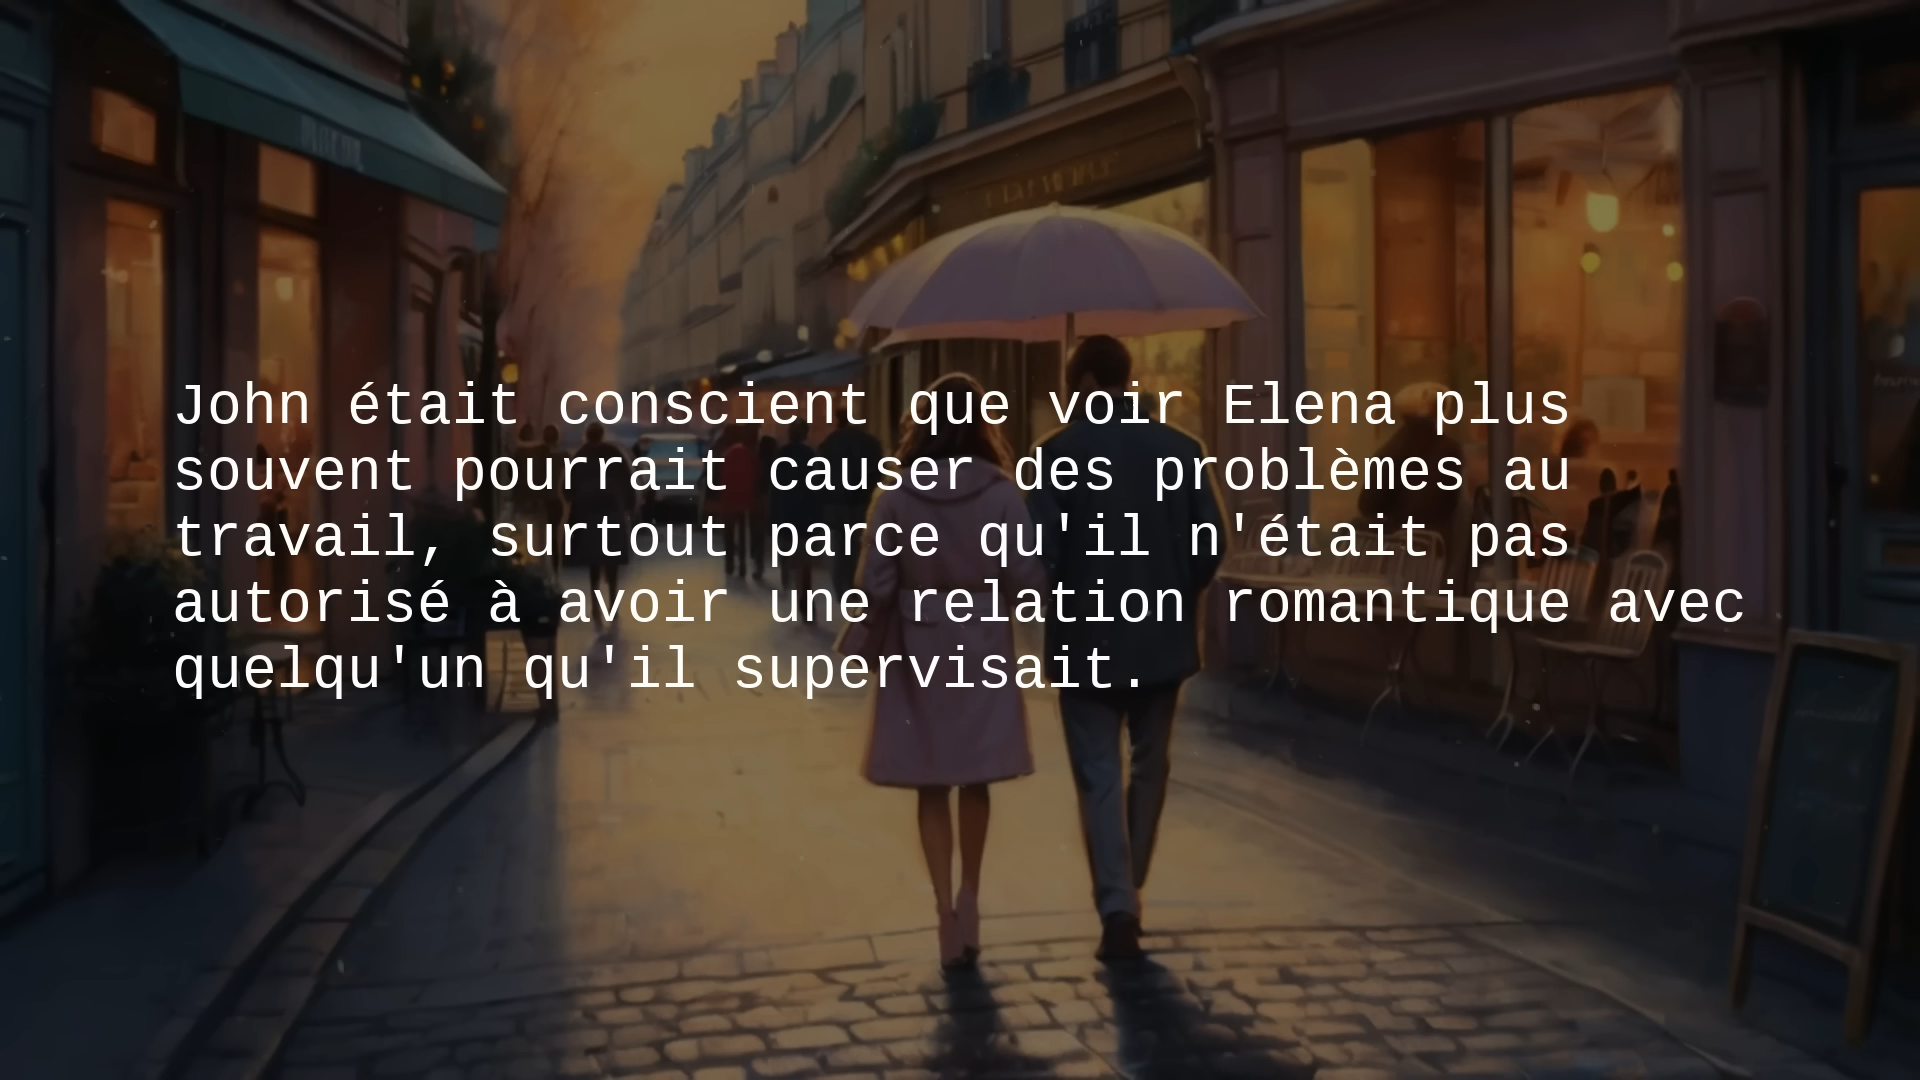 John était conscient que voir Elena plus
souvent pourrait causer des problèmes au
travail, surtout parce qu'il n'était pas
autorisé à avoir une relation romantique avec
quelqu'un qu'il supervisait.